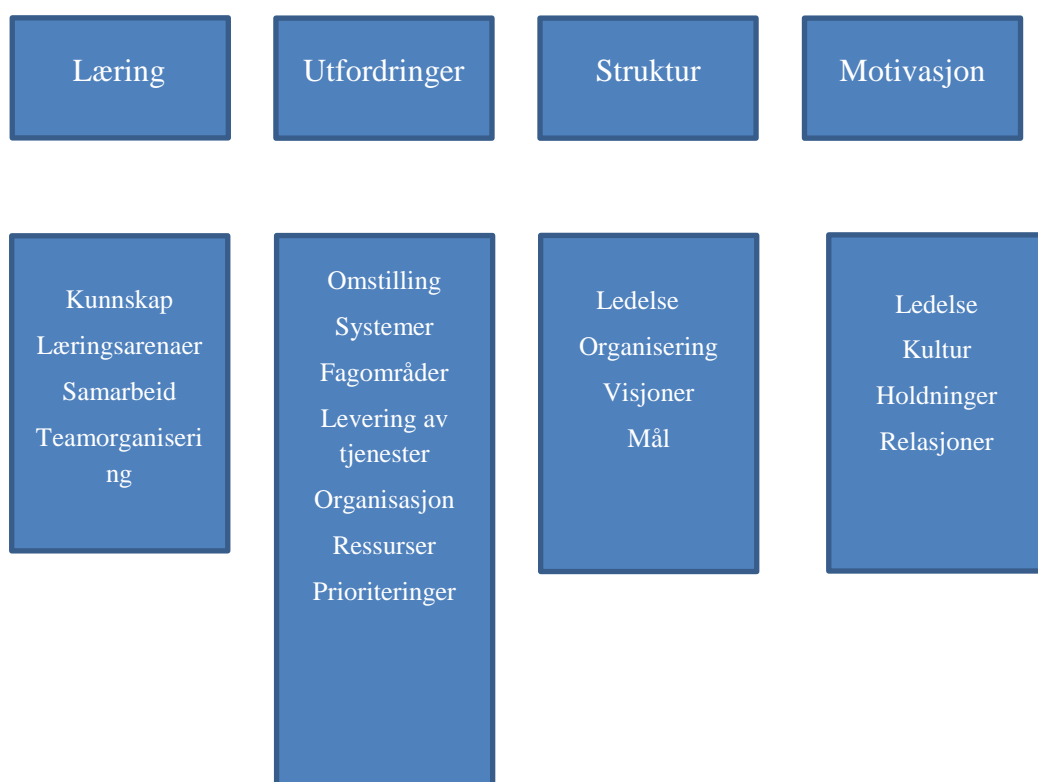 Læring
Utfordringer
Struktur
Motivasjon
Kunnskap
Læringsarenaer
Samarbeid
Teamorganiseri
ng
Omstilling
Systemer
Fagområder
Levering av
tjenester
Organisasjon
Ressurser
Prioriteringer
Ledelse
Organisering
Visjoner
Mål
Ledelse
Kultur
Holdninger
Relasjoner